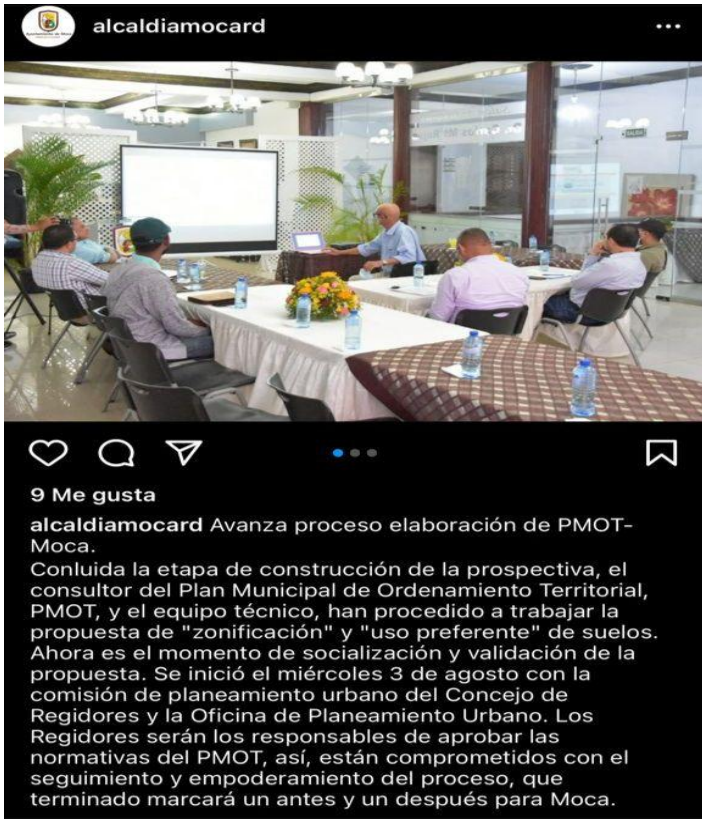 alcaldiamocard
Ayuntamiento de Moca
SALIDA
9 Me gusta
alcaldiamocard Avanza proceso elaboración de PMOT-
Moca.
Conluida la etapa de construcción de la prospectiva, el
consultor del Plan Municipal de Ordenamiento Territorial,
PMOT, y el equipo técnico, han procedido a trabajar la
propuesta de "zonificación" y "uso preferente" de suelos.
Ahora es el momento de socialización y validación de la
propuesta. Se inició el miércoles 3 de agosto con la
comisión de planeamiento urbano del Concejo de
Regidores y la Oficina de Planeamiento Urbano. Los
Regidores serán los responsables de aprobar las
normativas del PMOT, así, están comprometidos con el
seguimiento y empoderamiento del proceso, que
terminado marcará un antes y un después para Moca.